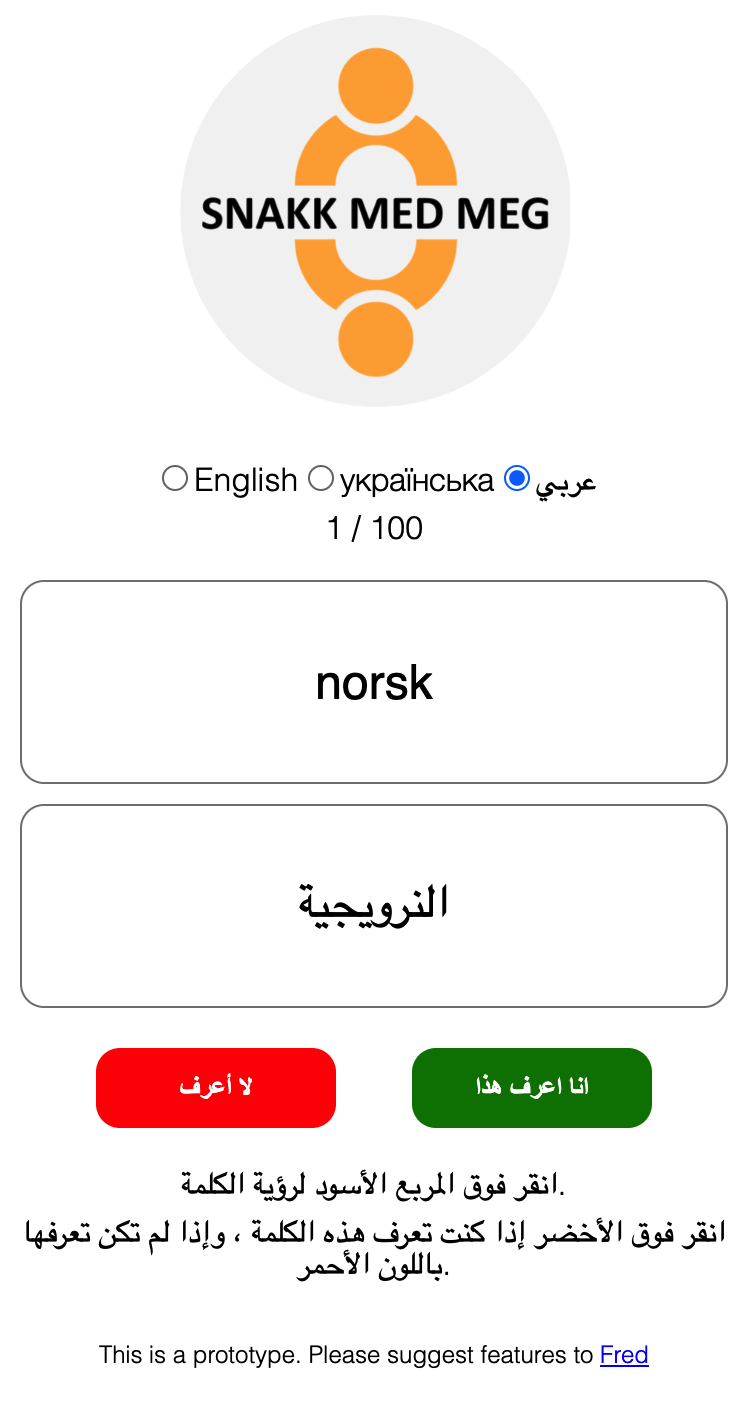 SNAKK MED MEG
English українська عربي
1 / 100
norsk
النرويجية
لا أعرف
انا اعرف هذا
انقر فوق المربع الأسود لرؤية الكلمة.
انقر فوق الأخضر إذا كنت تعرف هذه الكلمة ، وإذا لم تكن تعرفها
باللون الأحمر.
This is a prototype. Please suggest features to Fred